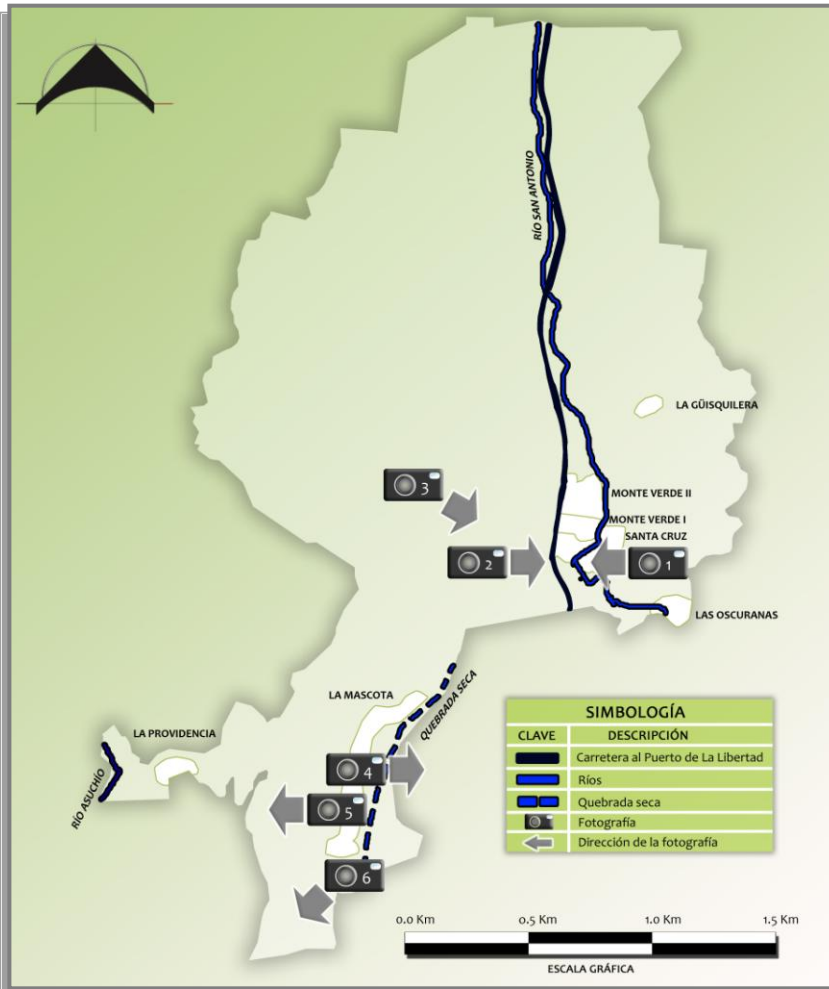 RÍO SAN ANTONIO
LA GÜISQUILERA
3
MONTE VERDE II
MONTE VERDE I
SANTA CRUZ
2
1
LAS OSCURANAS
LA MASCOTA
QUEBRADA SECA
LA PROVIDENCIA
RÍO ASUCHÍO
4
5
6
SIMBOLOGÍA
CLAVE DESCRIPCIÓN
Carretera al Puerto de La Libertad
Ríos
Quebrada seca
Fotografía
Dirección de la fotografía
0.0 Km 0.5 Km 1.0 Km 1.5 Km
ESCALA GRÁFICA